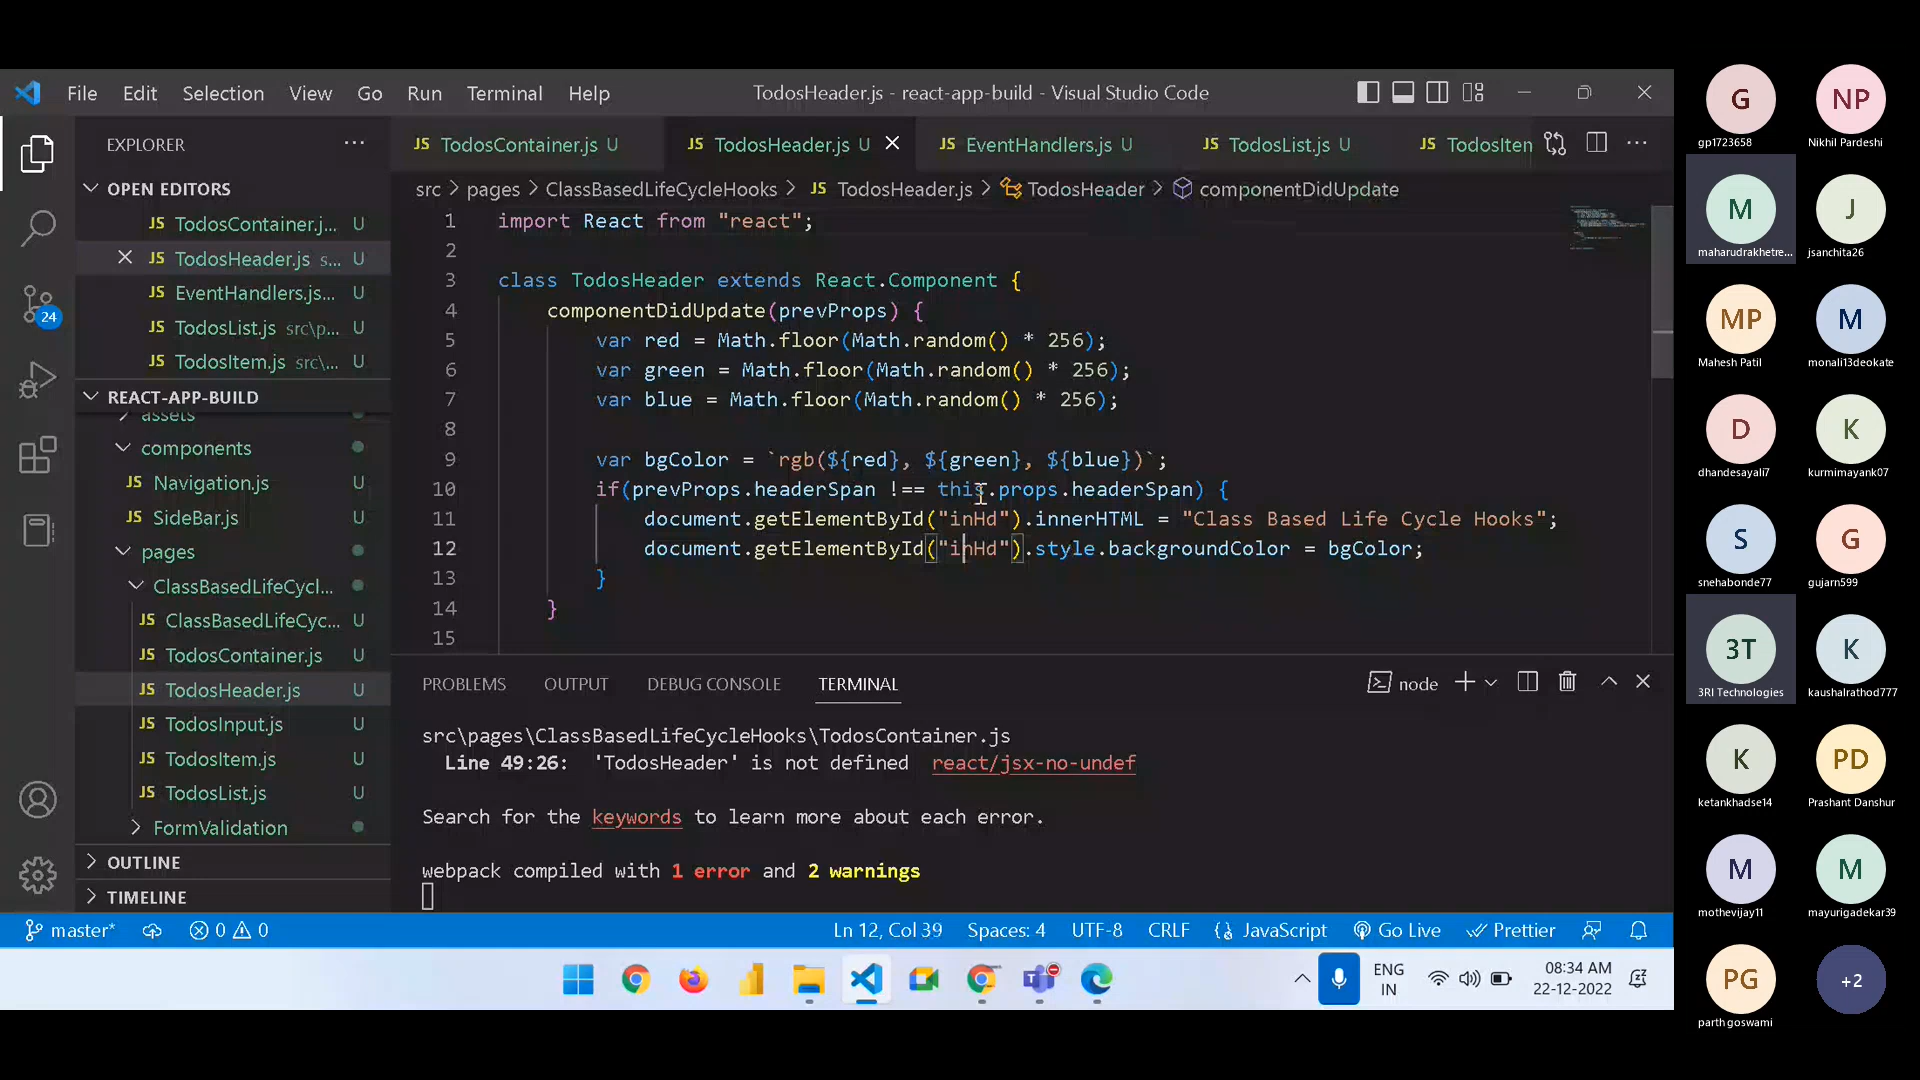 File Edit Selection View Go Run Terminal Help
TodosHeader.js - react-app-build - Visual Studio Code
EXPLORER
OPEN EDITORS
JS TodosContainer.j... U
JS TodosHeader.js s... U
JS EventHandlers.js... U
JS TodosList.js src\p... U
JS TodosItem.js src\... U
REACT-APP-BUILD
assets
components
JS Navigation.js
JS SideBar.js
pages
ClassBasedLifeCycl...
JS ClassBasedLifeCyc... U
JS TodosContainer.js U
JS TodosHeader.js U
JS TodosInput.js U
JS TodosItem.js U
JS TodosList.js U
FormValidation
OUTLINE
TIMELINE
24
JS TodosContainer.js U JS TodosHeader.js U JS EventHandlers.js U JS TodosList.js U JS TodosIten
src > pages > ClassBasedLifeCycleHooks > JS TodosHeader.js > TodosHeader > componentDidUpdate
1 import React from "react";
2
3 class TodosHeader extends React.Component {
4 componentDidUpdate(prevProps) {
5 var red = Math.floor(Math.random() * 256);
6 var green = Math.floor(Math.random() * 256);
7 var blue = Math.floor(Math.random() * 256);
8
9 var bgColor = `rgb(${red}, ${green}, ${blue})`;
10 if(prevProps.headerSpan !== this.props.headerSpan) {
11 document.getElementById("inHd").innerHTML = "Class Based Life Cycle Hooks";
12 document.getElementById("inHd").style.backgroundColor = bgColor;
13 }
14 }
15
PROBLEMS OUTPUT DEBUG CONSOLE TERMINAL
node
src\pages\ClassBasedLifeCycleHooks\TodosContainer.js
Line 49:26: 'TodosHeader' is not defined react/jsx-no-undef
Search for the keywords to learn more about each error.
webpack compiled with 1 error and 2 warnings
master* 0 0 Ln 12, Col 39 Spaces: 4 UTF-8 CRLF JavaScript Go Live Prettier
ENG
IN
08:34 AM
22-12-2022
G NP
gp1723658 Nikhil Pardeshi
M J
maharudrakhetre... jsanchita26
MP M
Mahesh Patil monali13deokate
D K
dhandesayali7 kurmimayank07
S G
snehabonde77 gujarn599
3T K
3RI Technologies kaushalrathod777
K PD
ketankhadse14 Prashant Danshur
M M
mothevijay11 mayurigadekar39
PG +2
parth goswami